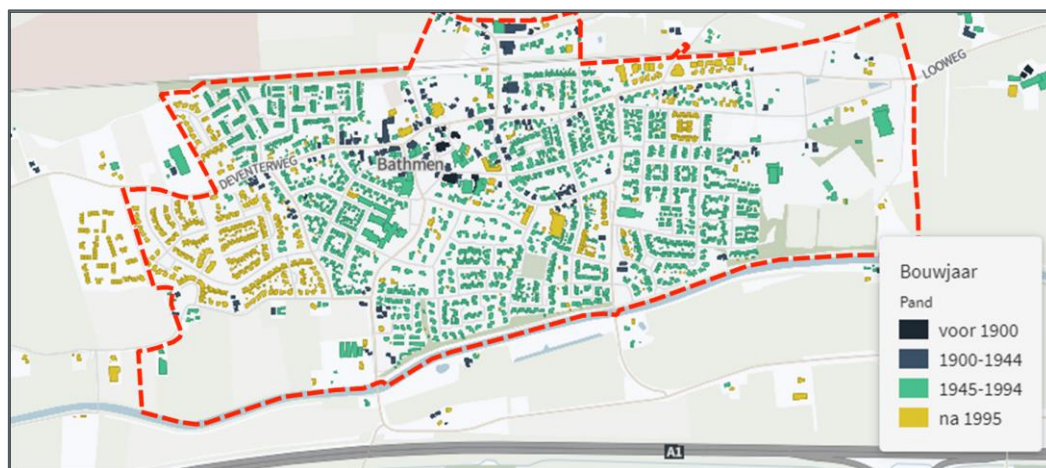 LOOWEG
DEVENTERWEG
Bathmen
Bouwjaar
Pand
voor 1900
1900-1944
1945-1994
na 1995
A1